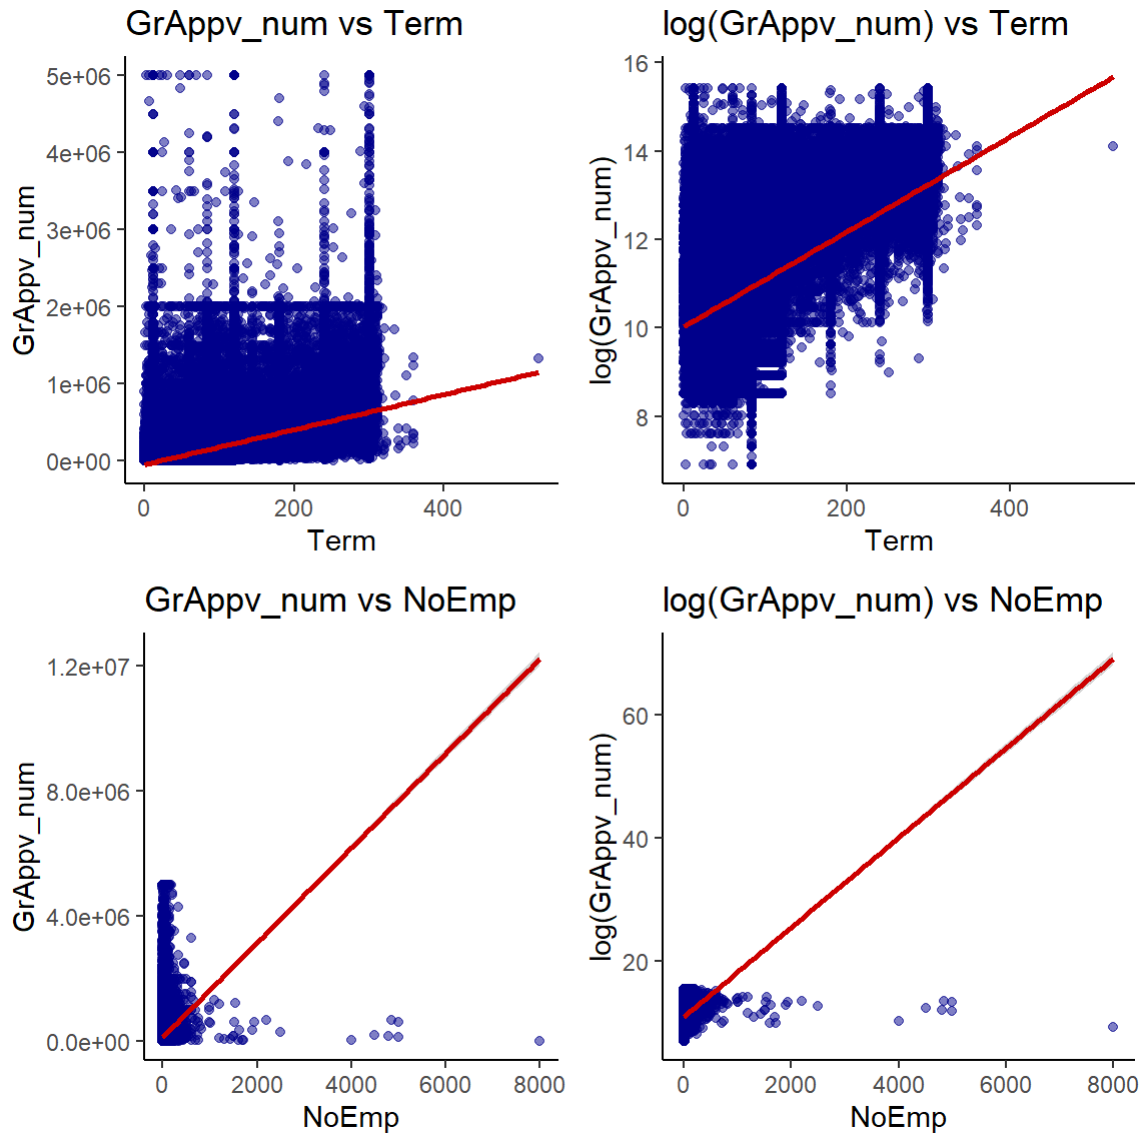 GrAppv_num vs Term
5e+06
4e+06
3e+06
2e+06
1e+06
0e+00
GrAppv_num
0 200 400
Term
log(GrAppv_num) vs Term
16
14
12
10
8
log(GrAppv_num)
0 200 400
Term
GrAppv_num vs NoEmp
1.2e+07
8.0e+06
4.0e+06
0.0e+00
GrAppv_num
0 2000 4000 6000 8000
NoEmp
log(GrAppv_num) vs NoEmp
60
40
20
log(GrAppv_num)
0 2000 4000 6000 8000
NoEmp